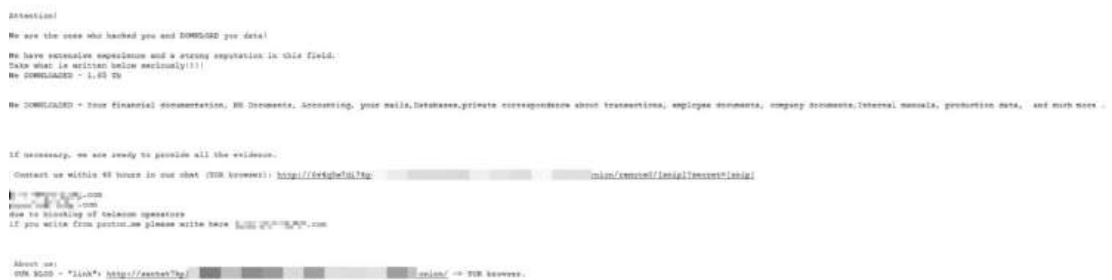 Attention!
We are the ones who hacked you and DOWNLOAD yor data!
We have extensive experience and a strong reputation in this field.
Take what is written below seriously!!!!
We DOWNLOADED - 1.60 Tb
We DOWNLOADED - Your financial documentation, Documents, Accounting, your mails,Databases,private correspondence about transactions, employee documents, company documents,Internal manuals, production data, and much more .
If necessary, we are ready to provide all the evidence.
Contact us within 48 hours in our chat (TOR browser):
.com
.com
due to blocking of telecom operators
if you write from proton.me please write here .com
About us:
OUR BLOG - "link": onion/ -> TOR browser.